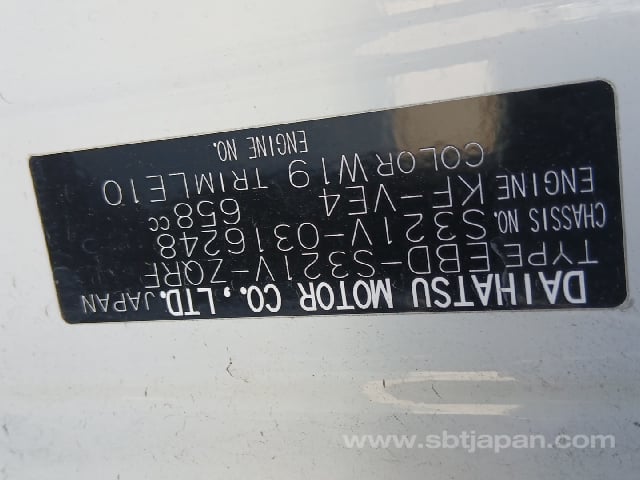 DAIHATSU MOTOR CO., LTD. JAPAN
TYPE EBD-S321V-ZQRF
CHASSIS NO. S321V-0316248
ENGINE KF-VE4 658cc
COLOR W19 TRIM LE10
ENGINE NO.
www.sbtjapan.com